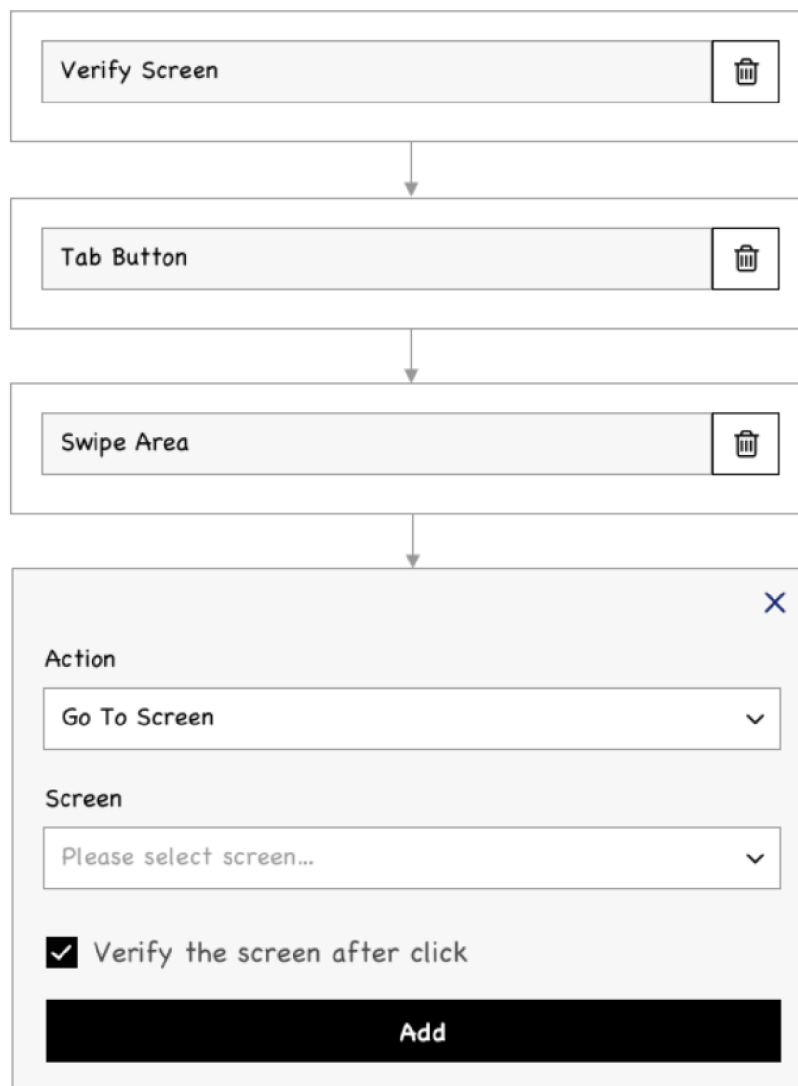 Verify Screen
Tab Button
Swipe Area
Action
Go To Screen
Screen
Please select screen...
Verify the screen after click
Add